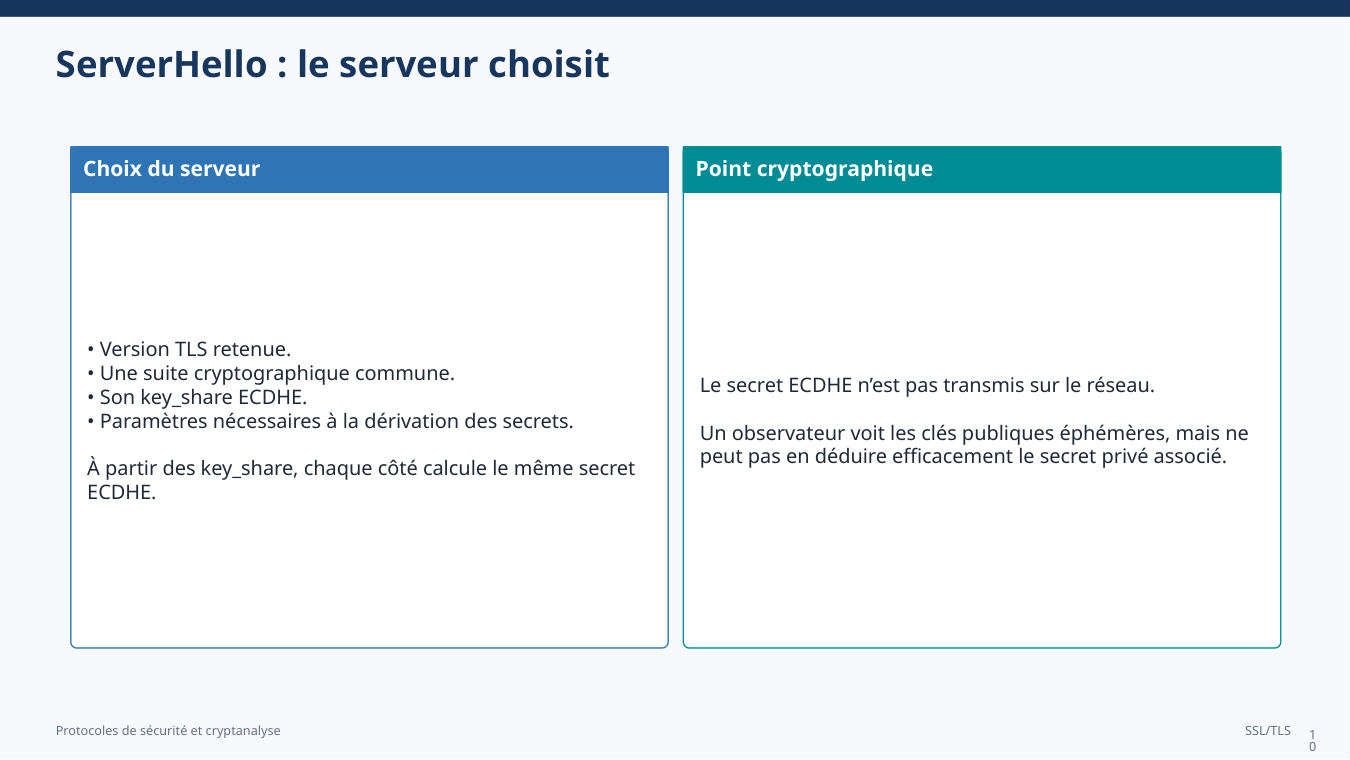 ServerHello : le serveur choisit
Choix du serveur
• Version TLS retenue.
• Une suite cryptographique commune.
• Son key_share ECDHE.
• Paramètres nécessaires à la dérivation des secrets.
À partir des key_share, chaque côté calcule le même secret
ECDHE.
Point cryptographique
Le secret ECDHE n’est pas transmis sur le réseau.
Un observateur voit les clés publiques éphémères, mais ne
peut pas en déduire efficacement le secret privé associé.
Protocoles de sécurité et cryptanalyse
SSL/TLS
1
0